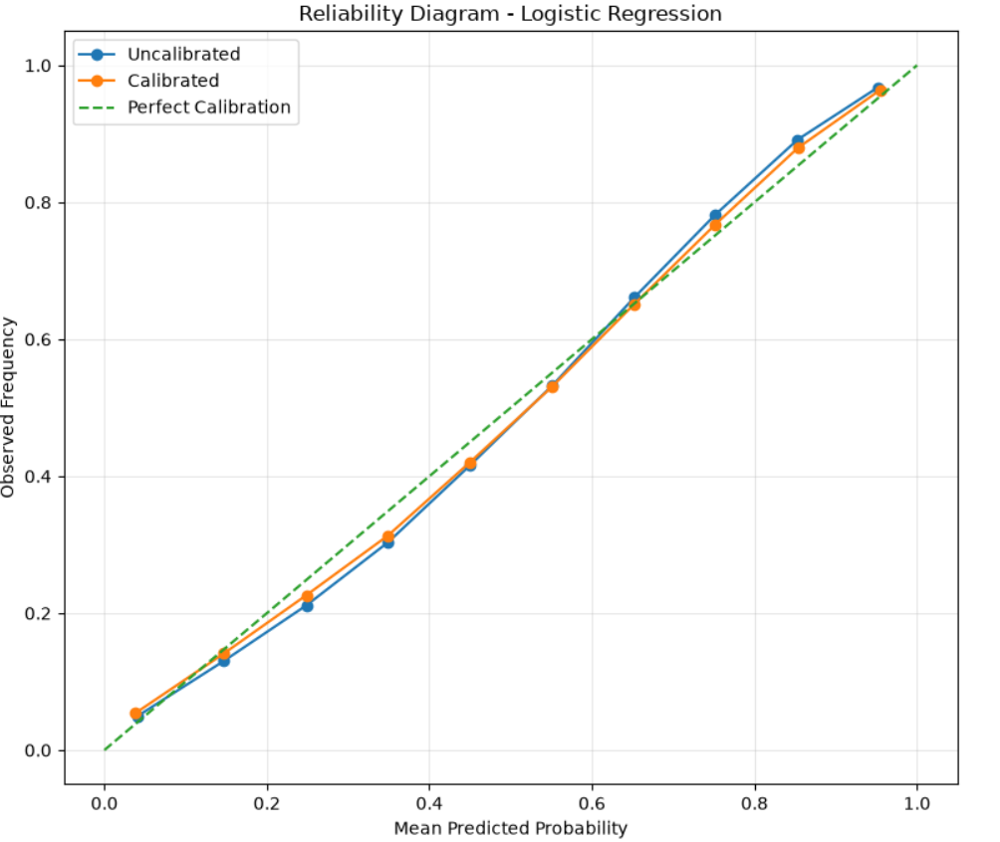 Reliability Diagram - Logistic Regression
Uncalibrated
Calibrated
Perfect Calibration
1.0
0.8
0.6
0.4
0.2
0.0
Observed Frequency
0.0 0.2 0.4 0.6 0.8 1.0
Mean Predicted Probability